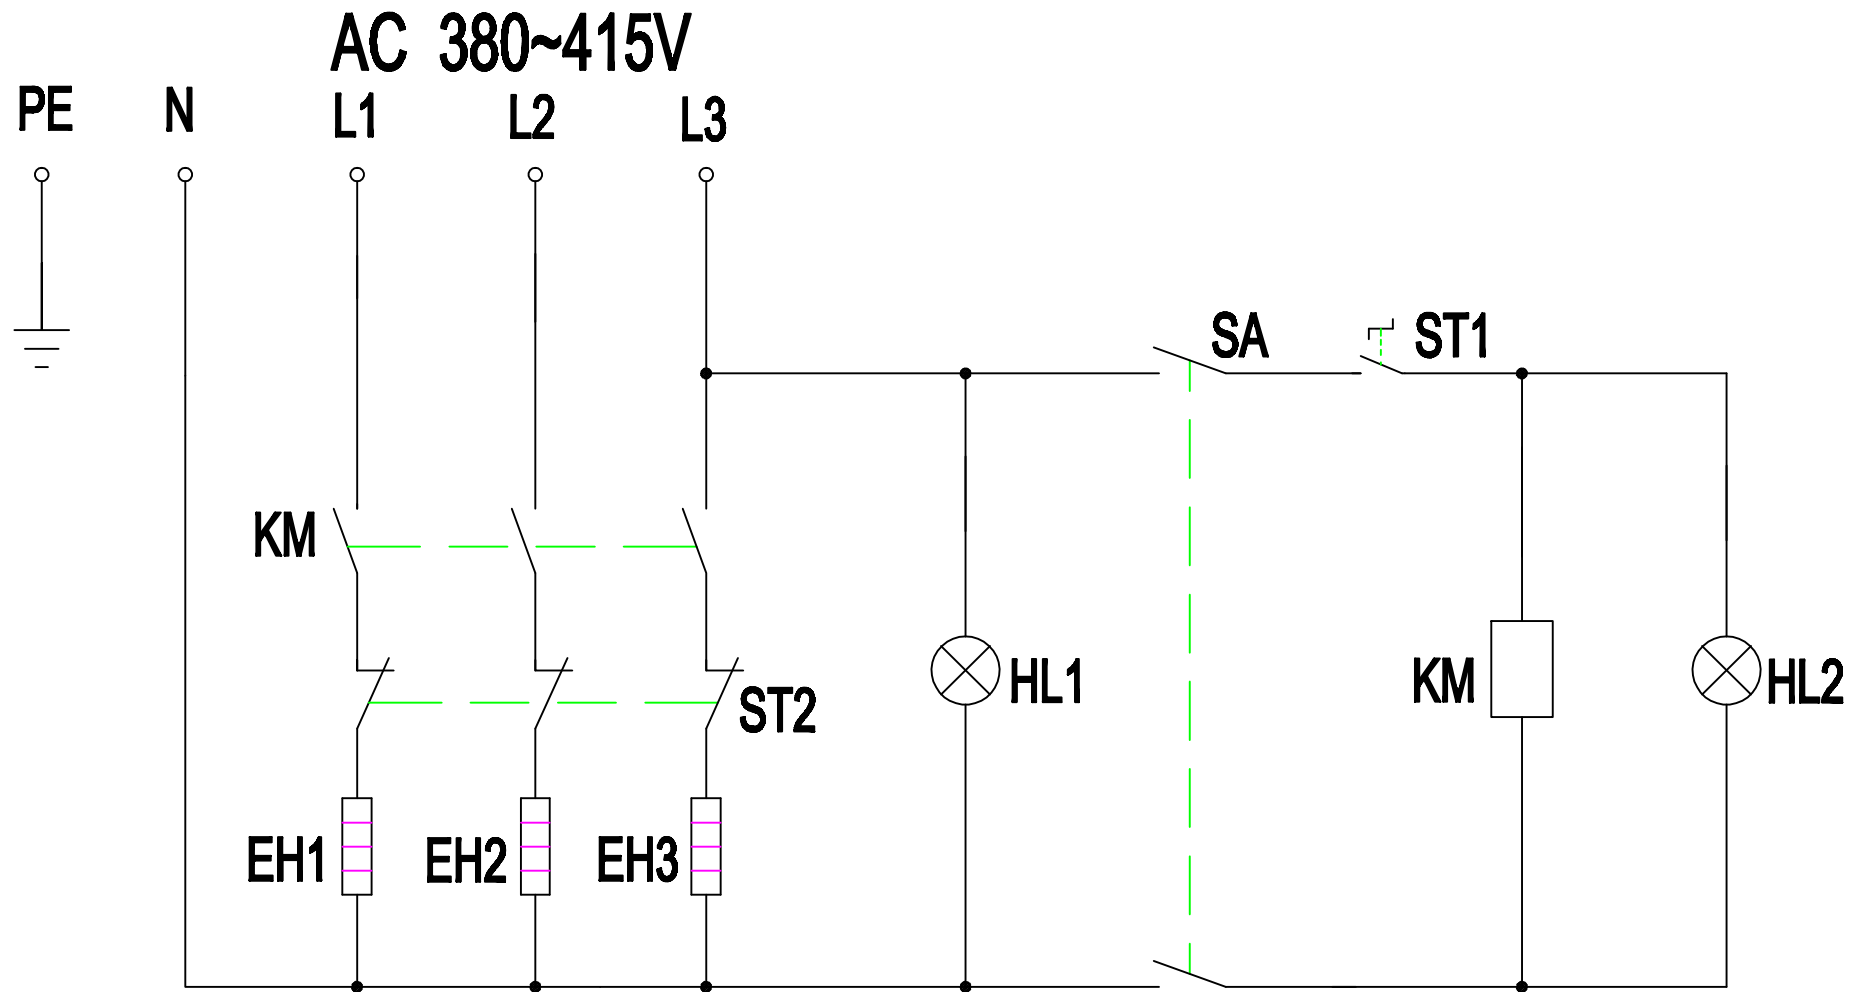 AC 380~415V
PE N L1 L2 L3
SA ST1
KM
HL1 KM HL2
ST2
EH1 EH2 EH3